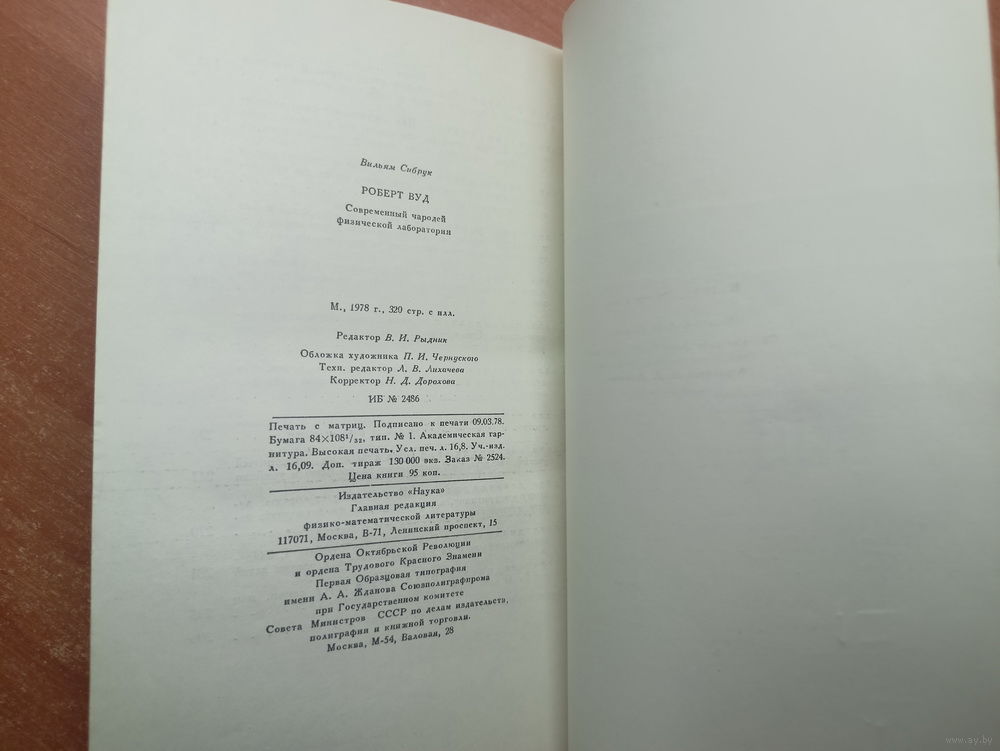 Вильям Сибрук
РОБЕРТ ВУД
Современный чародей
физической лаборатории
М., 1978 г., 320 стр. с илл.
Редактор В. И. Рыдник
Обложка художника П. И. Чернуского
Техн. редактор Л. В. Лихачева
Корректор Н. Д. Дорохова
ИБ № 2486
Печать с матриц. Подписано к печати 09.03.78.
Бумага 84×108¹/₃₂, тип. № 1. Академическая гар-
нитура. Высокая печать. Усл. печ. л. 16,8. Уч.-изд.
л. 16,09. Доп. тираж 130 000 экз. Заказ № 2524.
Цена книги 95 коп.
Издательство «Наука»
Главная редакция
физико-математической литературы
117071, Москва, В-71, Ленинский проспект, 15
Ордена Октябрьской Революции
и ордена Трудового Красного Знамени
Первая Образцовая типография
имени А. А. Жданова Союзполиграфпрома
при Государственном комитете
Совета Министров СССР по делам издательств,
полиграфии и книжной торговли.
Москва, М-54, Валовая, 28
www.ay.by